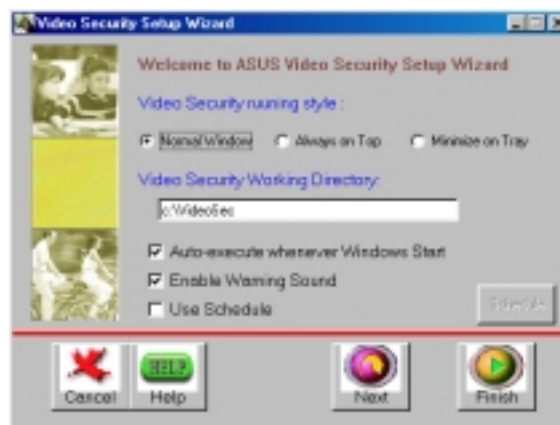 Video Security Setup Wizard
Welcome to ASUS Video Security Setup Wizard
Video Security ruuning style :
Normal Window Always on Top Minimize on Tray
Video Security Working Directory:
c:\VideoSec
Auto-execute whenever Windows Start
Enable Warning Sound
Use Schedule
Schedule
Cancel
HELP
Help
Next
Finish